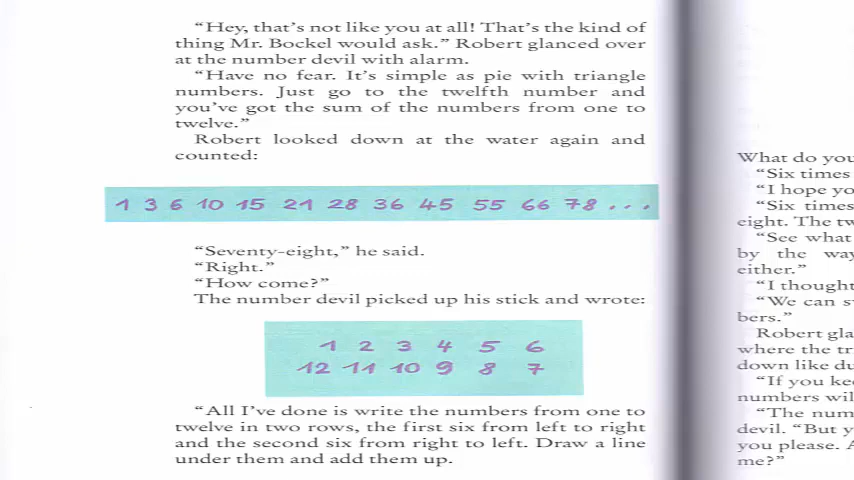 “Hey, that’s not like you at all! That’s the kind of
thing Mr. Bockel would ask.” Robert glanced over
at the number devil with alarm.
“Have no fear. It’s simple as pie with triangle
numbers. Just go to the twelfth number and
you’ve got the sum of the numbers from one to
twelve.”
Robert looked down at the water again and
counted:
1 3 6 10 15 21 28 36 45 55 66 78 . . .
“Seventy-eight,” he said.
“Right.”
“How come?”
The number devil picked up his stick and wrote:
1 2 3 4 5 6
12 11 10 9 8 7
“All I’ve done is write the numbers from one to
twelve in two rows, the first six from left to right
and the second six from right to left. Draw a line
under them and add them up.
What do you
“Six times
“I hope yo
“Six times
eight. The tw
“See what
by the way
either.”
“I thought
“We can s
bers.”
Robert gla
where the tr
down like du
“If you kee
numbers wil
“The num
devil. “But y
you please. A
me?”